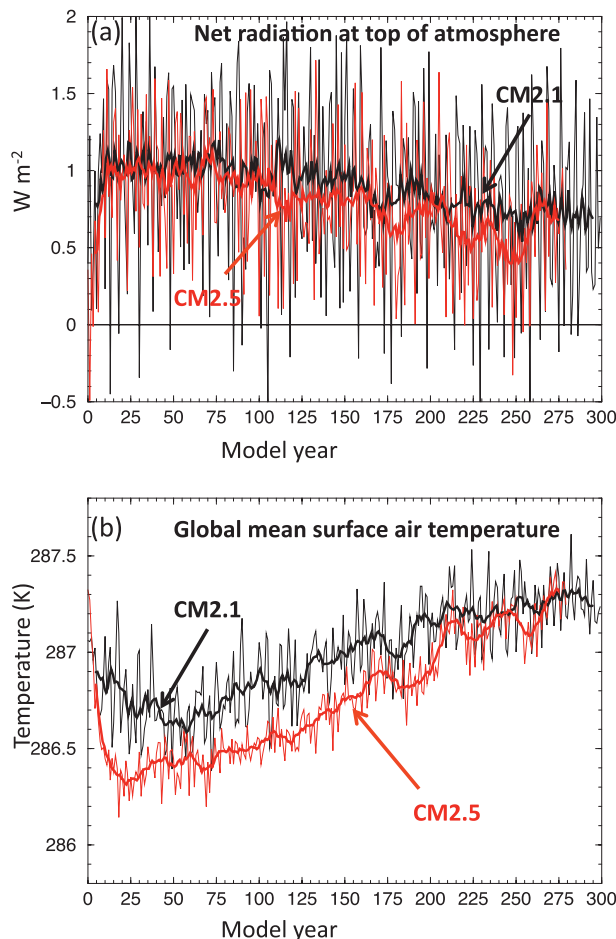 (a) Net radiation at top of atmosphere
2
CM2.1
1.5
1
0.5
CM2.5
0
−0.5
W m-2
0 25 50 75 100 125 150 175 200 225 250 275 300
Model year
(b) Global mean surface air temperature
287.5
CM2.1
287
286.5
CM2.5
286
Temperature (K)
0 25 50 75 100 125 150 175 200 225 250 275 300
Model year